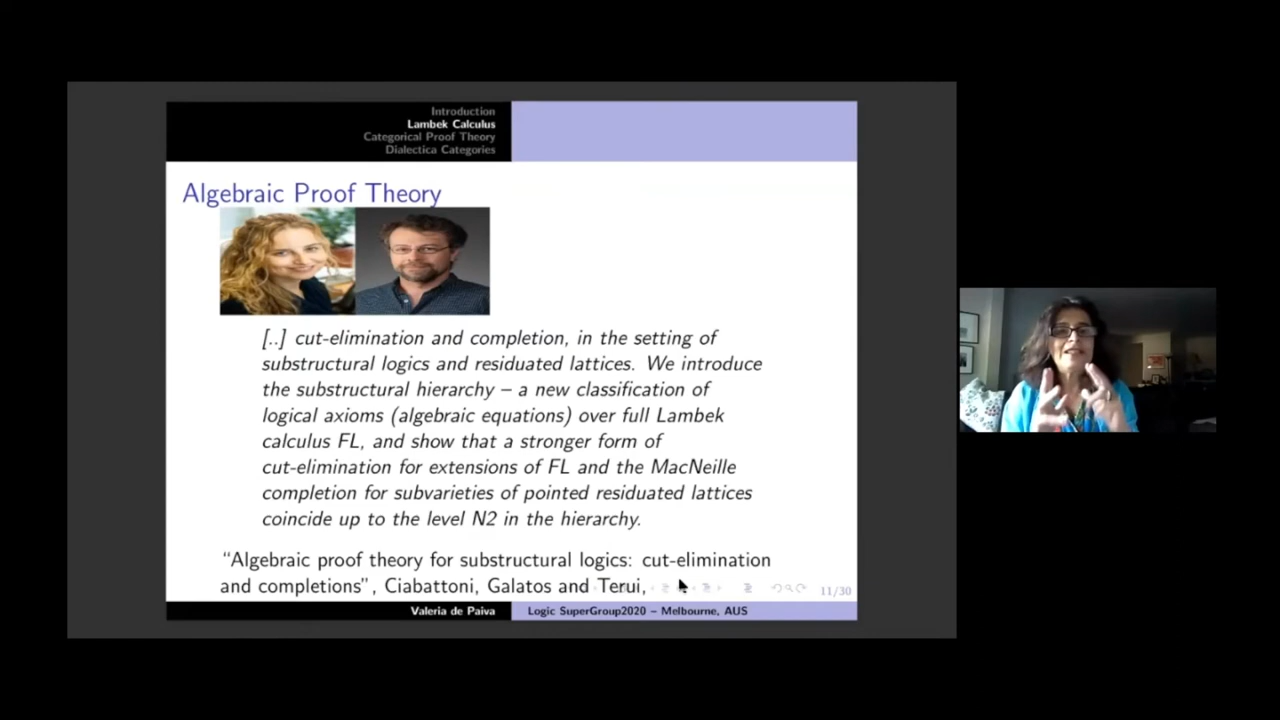 Introduction
Lambek Calculus
Categorical Proof Theory
Dialectica Categories
Algebraic Proof Theory
[..] cut-elimination and completion, in the setting of
substructural logics and residuated lattices. We introduce
the substructural hierarchy – a new classification of
logical axioms (algebraic equations) over full Lambek
calculus FL, and show that a stronger form of
cut-elimination for extensions of FL and the MacNeille
completion for subvarieties of pointed residuated lattices
coincide up to the level N2 in the hierarchy.
“Algebraic proof theory for substructural logics: cut-elimination
and completions”, Ciabattoni, Galatos and Terui,
11/30
Valeria de Paiva
Logic SuperGroup2020 – Melbourne, AUS